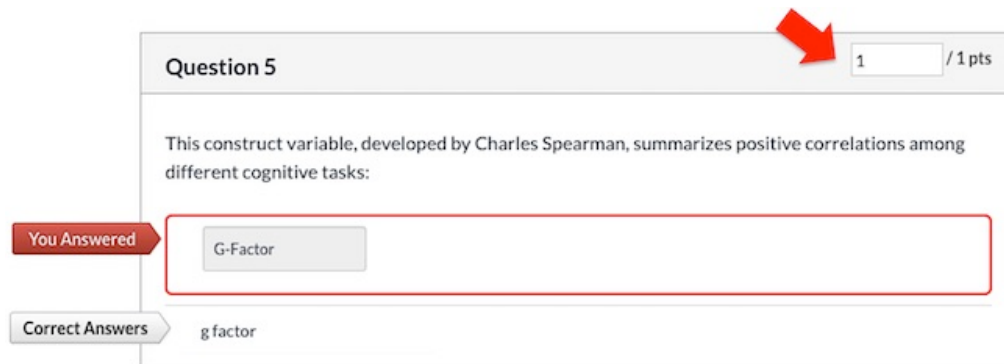 Question 5
1 / 1 pts
This construct variable, developed by Charles Spearman, summarizes positive correlations among
different cognitive tasks:
You Answered
G-Factor
Correct Answers
g factor